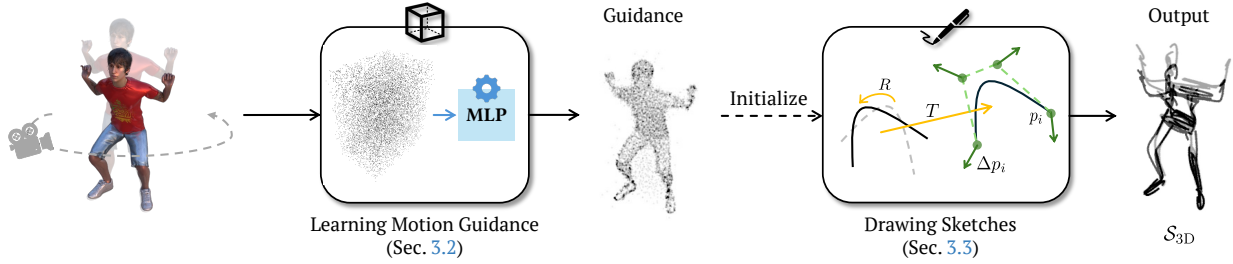 Guidance
Output
MLP
Initialize
R
T
p_i
Δp_i
Learning Motion Guidance
(Sec. 3.2)
Drawing Sketches
(Sec. 3.3)
S_3D